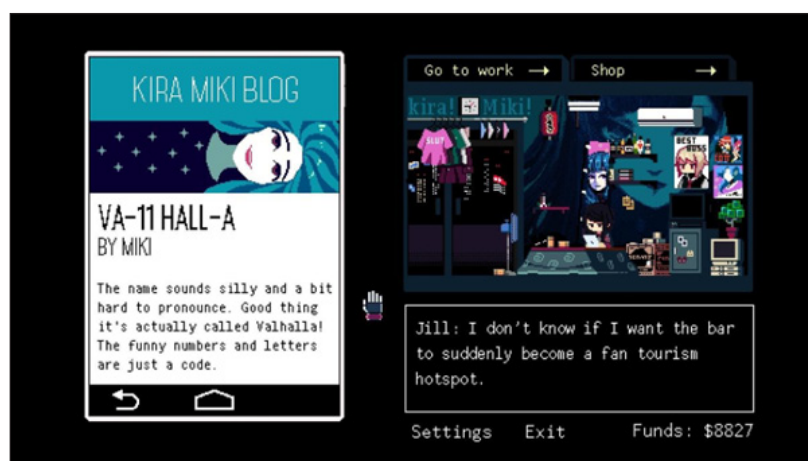 KIRA MIKI BLOG
VA-11 HALL-A
BY MIKI
The name sounds silly and a bit
hard to pronounce. Good thing
it's actually called Valhalla!
The funny numbers and letters
are just a code.
Go to work →
Shop →
kira! Miki!
SLUT
BEST
BOSS
Jill: I don't know if I want the bar
to suddenly become a fan tourism
hotspot.
Settings Exit Funds: $8827